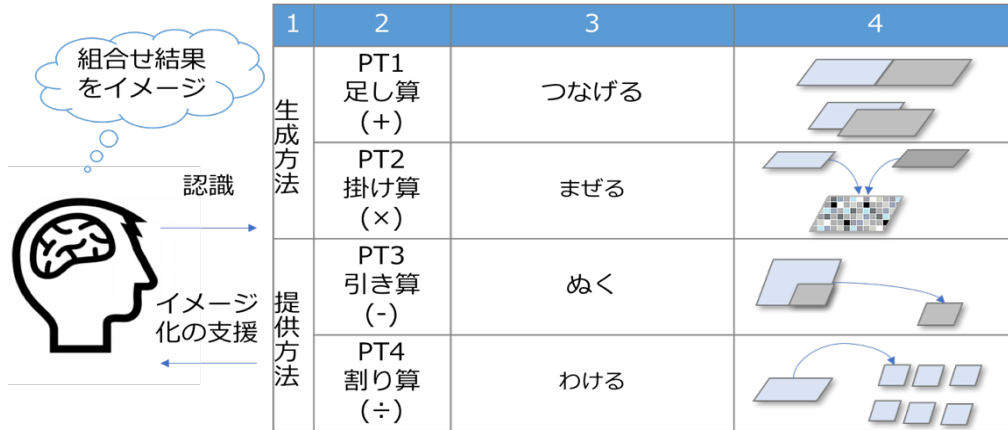 組合せ結果
をイメージ
認識
イメージ
化の支援
1 2 3 4
生成方法
PT1
足し算
(+)
つなげる
PT2
掛け算
(×)
まぜる
提供方法
PT3
引き算
(-)
ぬく
PT4
割り算
(÷)
わける